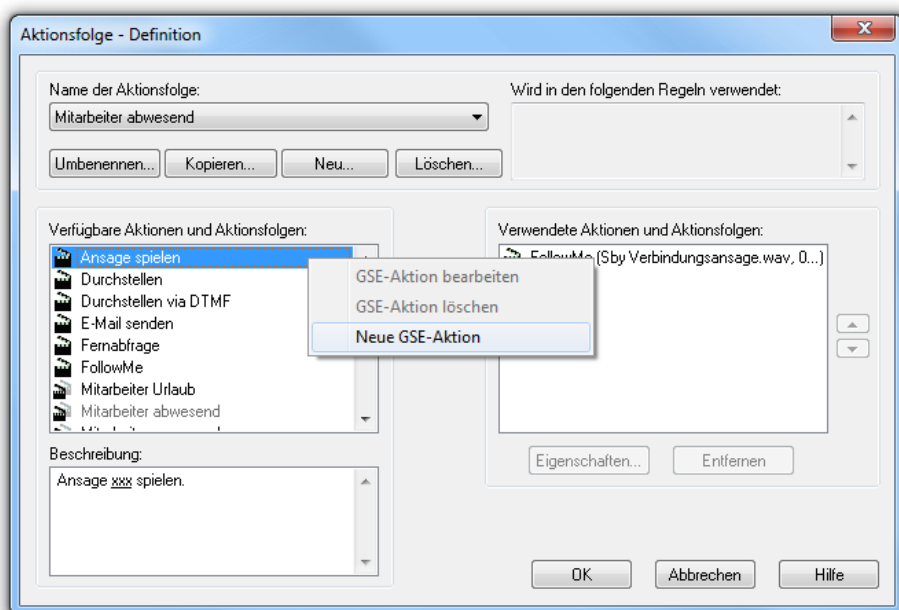 Aktionsfolge - Definition
Name der Aktionsfolge:
Wird in den folgenden Regeln verwendet:
Mitarbeiter abwesend
Umbenennen...
Kopieren...
Neu...
Löschen...
Verfügbare Aktionen und Aktionsfolgen:
Ansage spielen
Durchstellen
Durchstellen via DTMF
E-Mail senden
Fernabfrage
FollowMe
Mitarbeiter Urlaub
Mitarbeiter abwesend
GSE-Aktion bearbeiten
GSE-Aktion löschen
Neue GSE-Aktion
Verwendete Aktionen und Aktionsfolgen:
FollowMe (Sby Verbindungsansage.wav, 0...)
Eigenschaften...
Entfernen
Beschreibung:
Ansage xxx spielen.
OK
Abbrechen
Hilfe